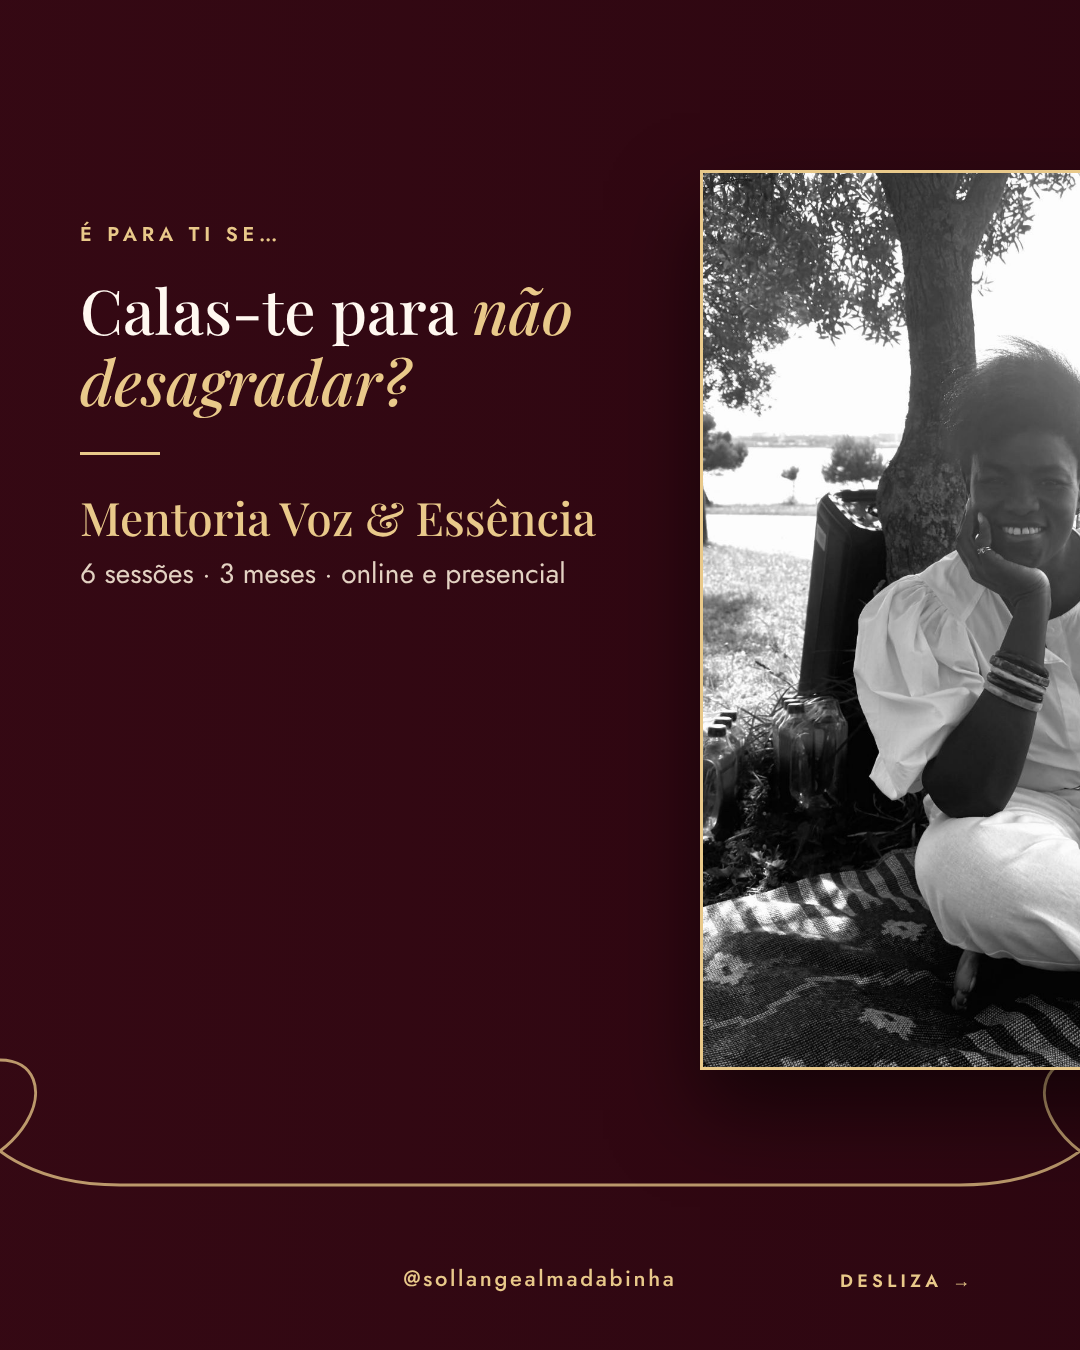 É PARA TI SE…
Calas-te para não
desagradar?
Mentoria Voz & Essência
6 sessões · 3 meses · online e presencial
@sollangealmadabinha
DESLIZA →